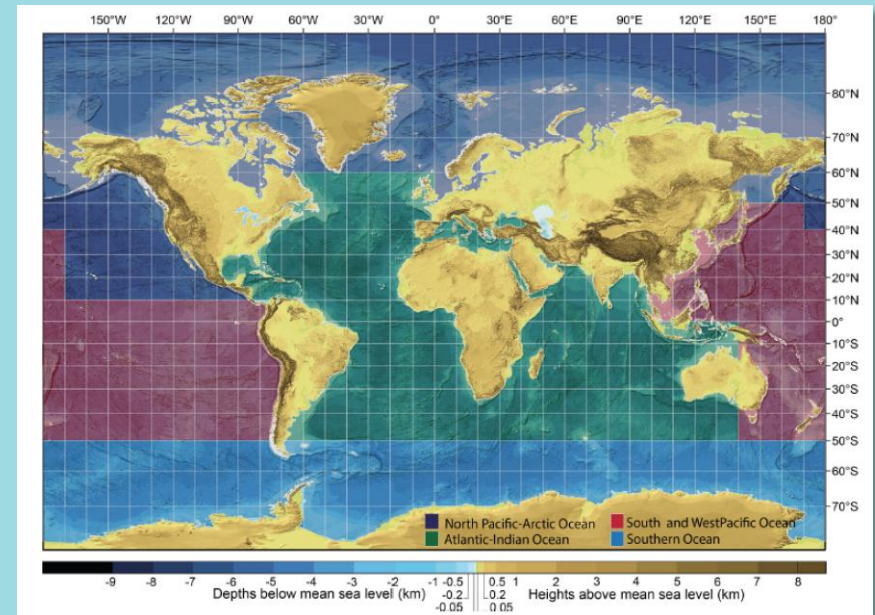 150°W 120°W 90°W 60°W 30°W 0° 30°E 60°E 90°E 120°E 150°E 180°
80°N
70°N
60°N
50°N
40°N
30°N
20°N
10°N
0°
10°S
20°S
30°S
40°S
50°S
60°S
70°S
North Pacific-Arctic Ocean
South and WestPacific Ocean
Atlantic-Indian Ocean
Southern Ocean
-9 -8 -7 -6 -5 -4 -3 -2 -1 -0.5 0.5 1 2 3 4 5 6 7 8
Depths below mean sea level (km) -0.2 0.2 Heights above mean sea level (km)
-0.05 0.05